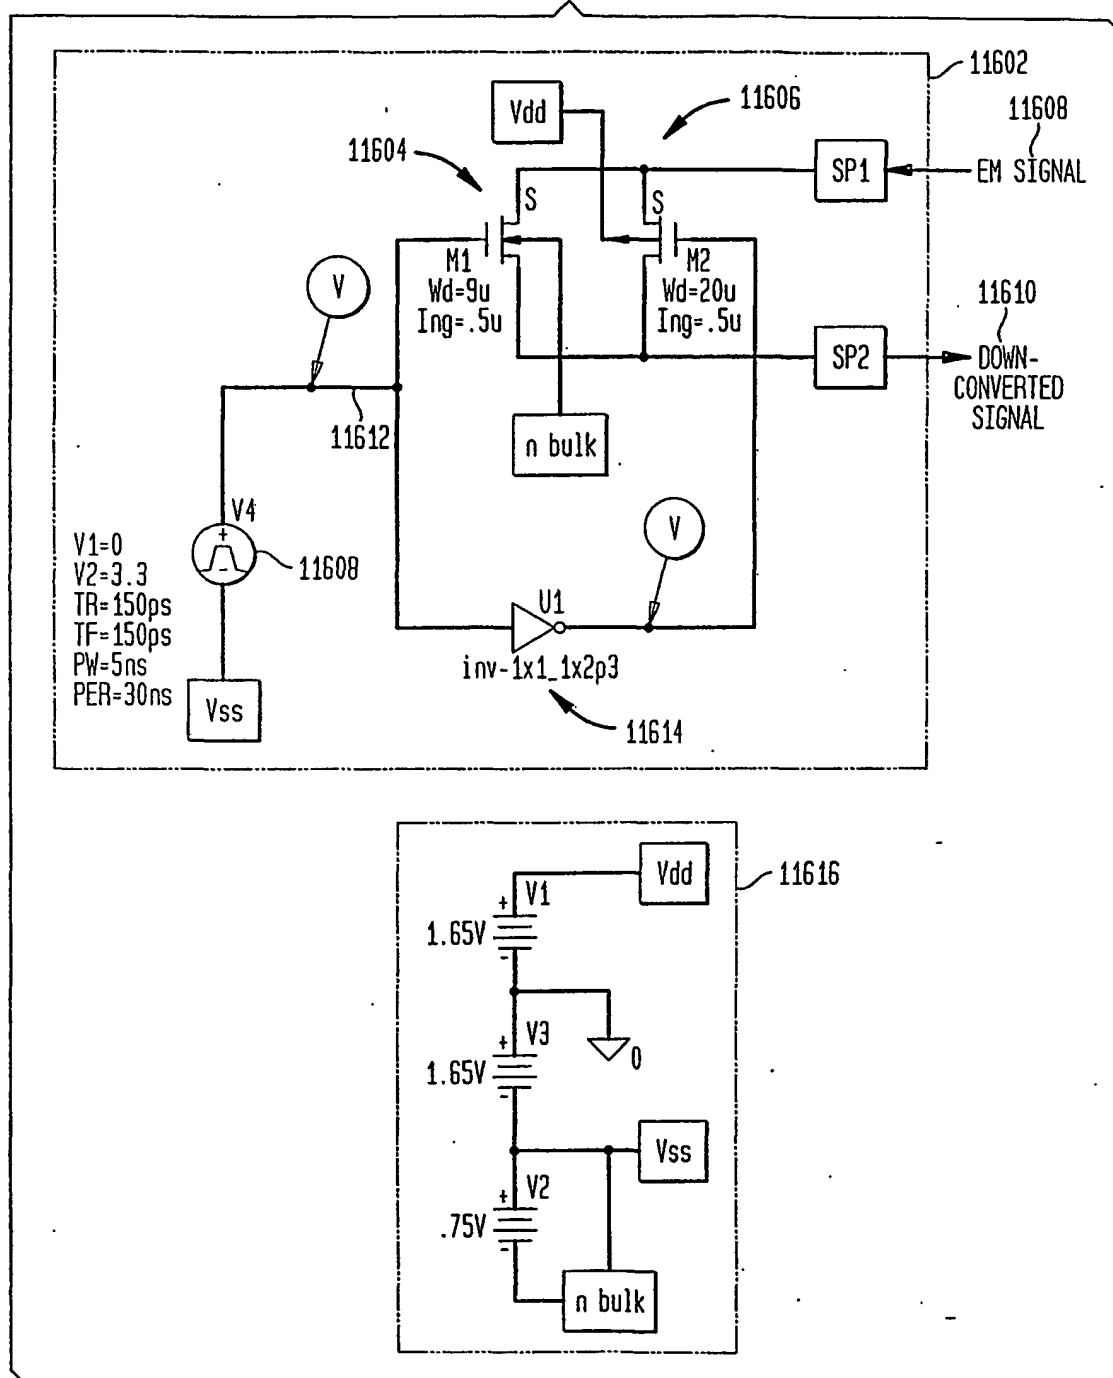 11602
Vdd
11606
11608
11604
SP1
EM SIGNAL
S
S
M1
Wd=9u
Ing=.5u
M2
Wd=20u
Ing=.5u
V
11610
SP2
DOWN-
CONVERTED
SIGNAL
11612
n bulk
V4
+
-
11608
V1=0
V2=3.3
TR=150ps
TF=150ps
PW=5ns
PER=30ns
V
U1
inv-1x1_1x2p3
Vss
11614
Vdd
11616
+
V1
1.65V
-
+
V3
1.65V
-
0
Vss
+
V2
.75V
-
n bulk